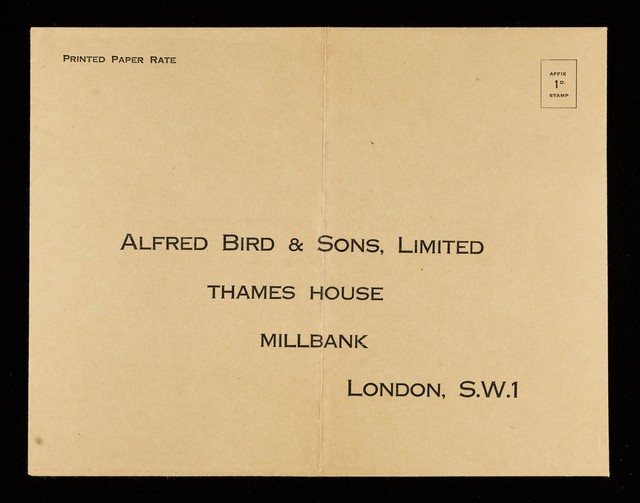 PRINTED PAPER RATE
AFFIX
1D.
STAMP
ALFRED BIRD & SONS, LIMITED
THAMES HOUSE
MILLBANK
LONDON, S.W.1